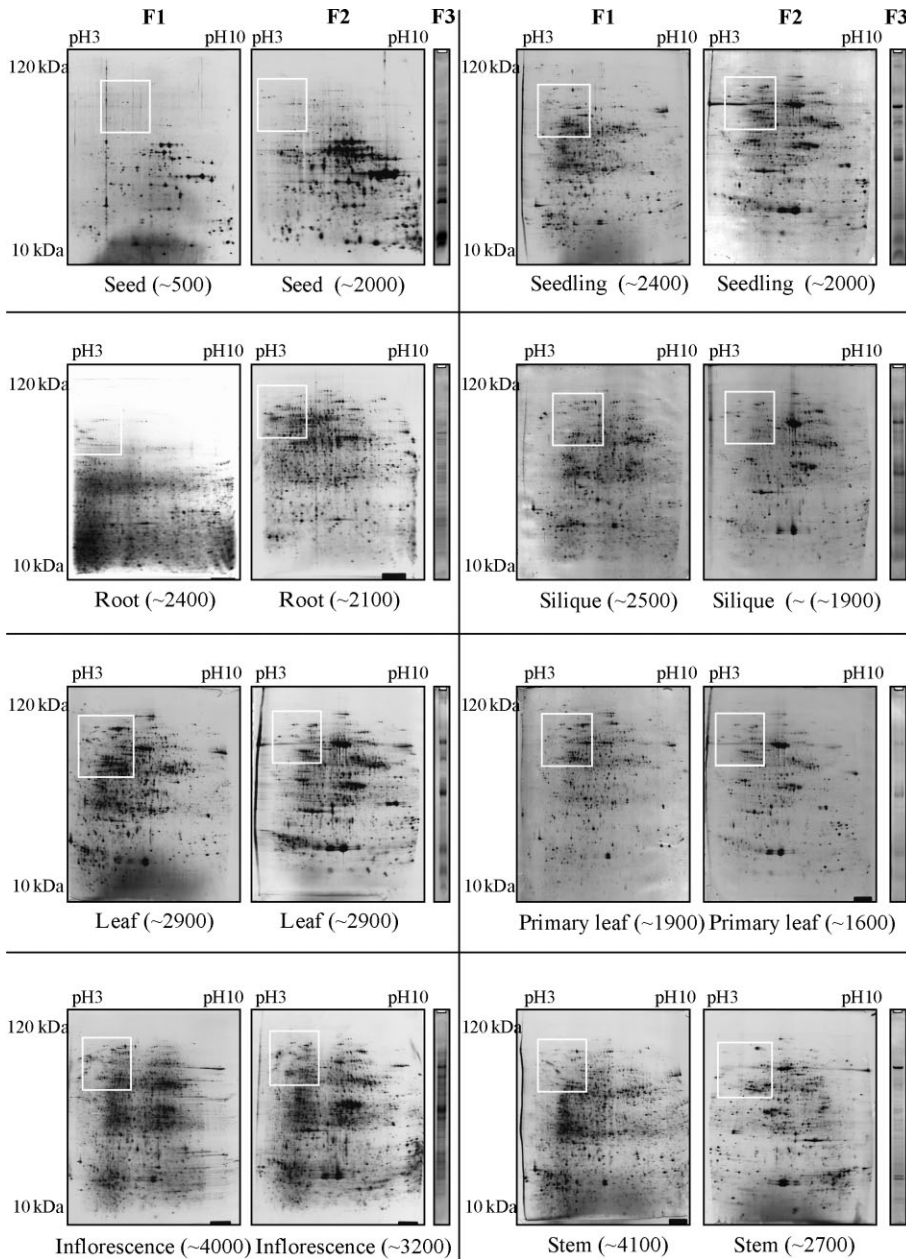 F1 F2 F3 F1 F2 F3
pH3 pH10 pH3 pH10 pH3 pH10 pH3 pH10
120 kDa 120 kDa
10 kDa 10 kDa
Seed (~500) Seed (~2000) Seedling (~2400) Seedling (~2000)
pH3 pH10 pH3 pH10 pH3 pH10 pH3 pH10
120 kDa 120 kDa
10 kDa 10 kDa
Root (~2400) Root (~2100) Silique (~2500) Silique (~ (~1900)
pH3 pH10 pH3 pH10 pH3 pH10 pH3 pH10
120 kDa 120 kDa
10 kDa 10 kDa
Leaf (~2900) Leaf (~2900) Primary leaf (~1900) Primary leaf (~1600)
pH3 pH10 pH3 pH10 pH3 pH10 pH3 pH10
120 kDa 120 kDa
10 kDa 10 kDa
Inflorescence (~4000) Inflorescence (~3200) Stem (~4100) Stem (~2700)